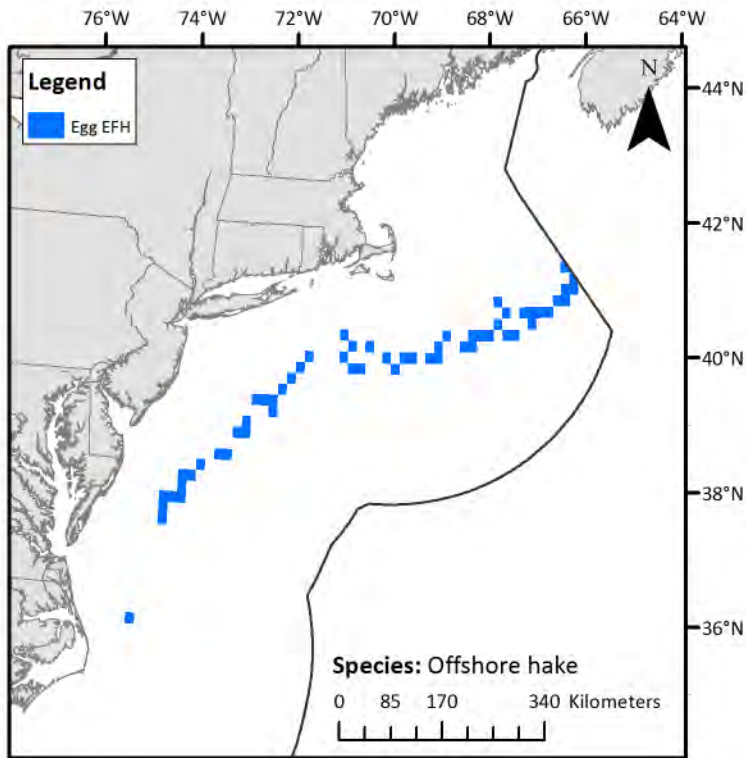 76°W 74°W 72°W 70°W 68°W 66°W 64°W
Legend
Egg EFH
N
44°N
42°N
40°N
38°N
36°N
Species: Offshore hake
0 85 170 340 Kilometers